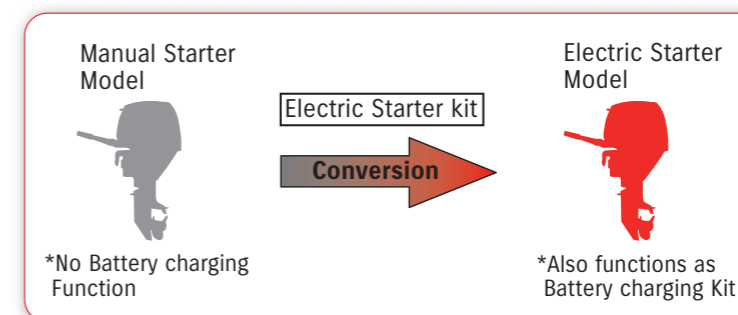 Manual Starter
Model
Electric Starter kit
Conversion
*No Battery charging
Function
Electric Starter
Model
*Also functions as
Battery charging Kit